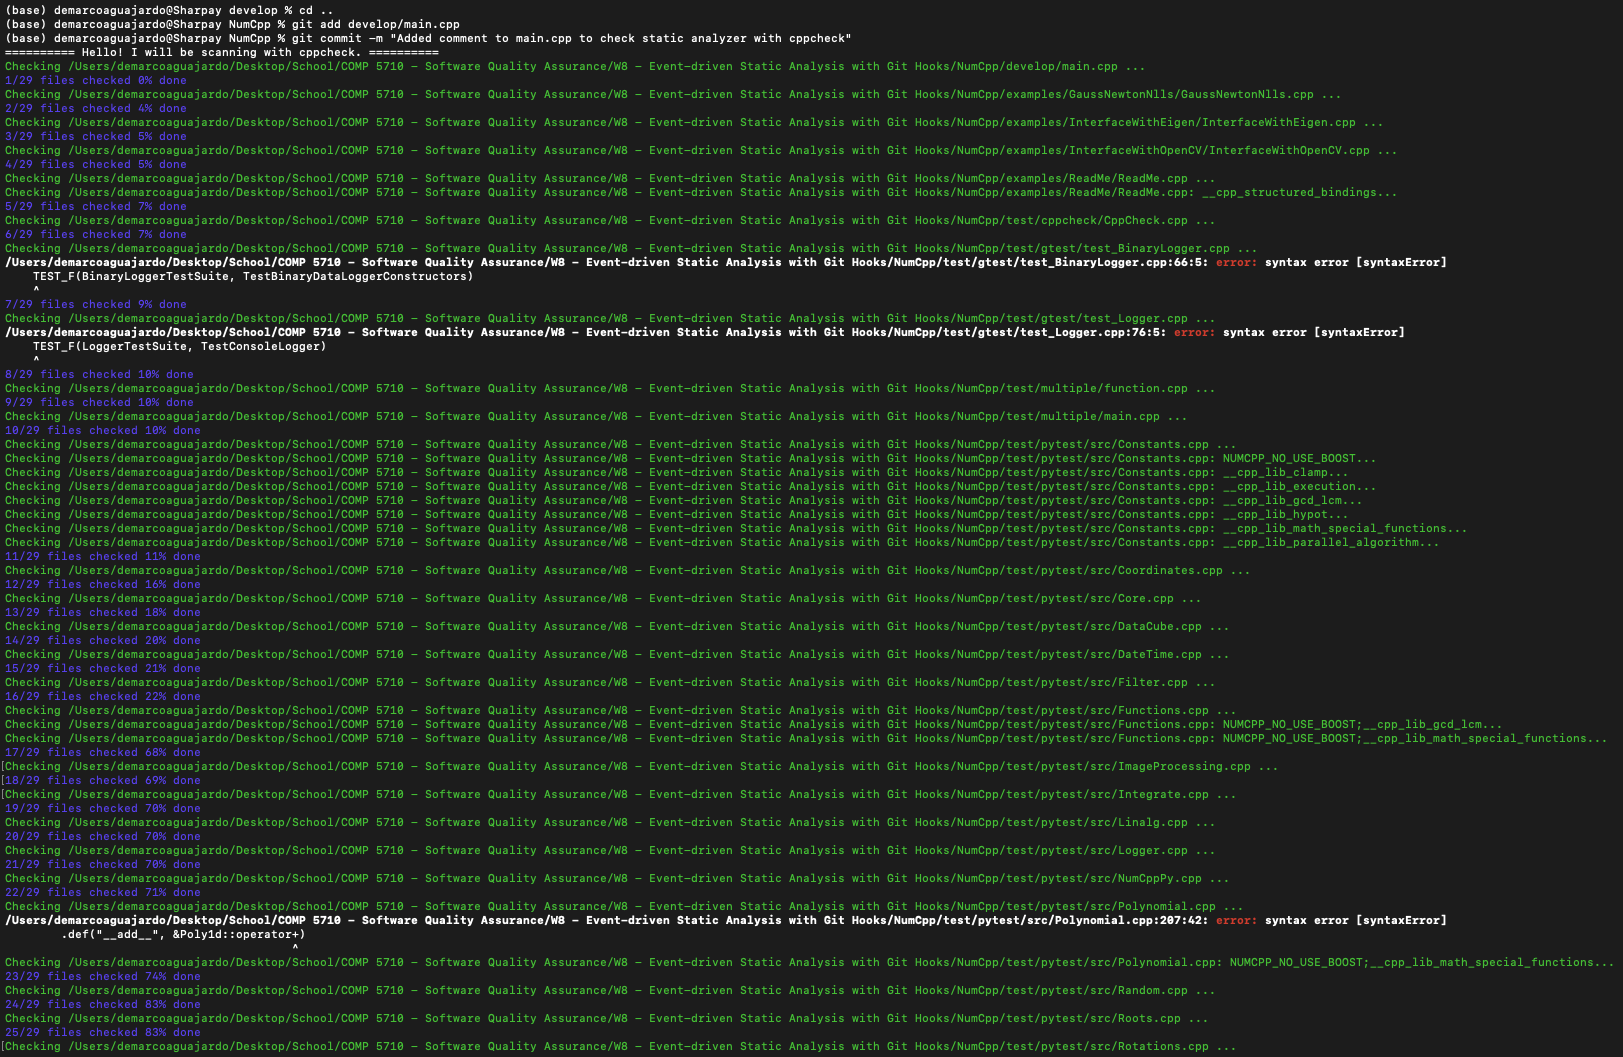 (base) demarcoaguajardo@Sharpay develop % cd ..
(base) demarcoaguajardo@Sharpay NumCpp % git add develop/main.cpp
(base) demarcoaguajardo@Sharpay NumCpp % git commit -m "Added comment to main.cpp to check static analyzer with cppcheck"
========== Hello! I will be scanning with cppcheck. ==========
Checking /Users/demarcoaguajardo/Desktop/School/COMP 5710 - Software Quality Assurance/W8 - Event-driven Static Analysis with Git Hooks/NumCpp/develop/main.cpp ...
1/29 files checked 0% done
Checking /Users/demarcoaguajardo/Desktop/School/COMP 5710 - Software Quality Assurance/W8 - Event-driven Static Analysis with Git Hooks/NumCpp/examples/GaussNewtonNlls/GaussNewtonNlls.cpp ...
2/29 files checked 4% done
Checking /Users/demarcoaguajardo/Desktop/School/COMP 5710 - Software Quality Assurance/W8 - Event-driven Static Analysis with Git Hooks/NumCpp/examples/InterfaceWithEigen/InterfaceWithEigen.cpp ...
3/29 files checked 5% done
Checking /Users/demarcoaguajardo/Desktop/School/COMP 5710 - Software Quality Assurance/W8 - Event-driven Static Analysis with Git Hooks/NumCpp/examples/InterfaceWithOpenCV/InterfaceWithOpenCV.cpp ...
4/29 files checked 5% done
Checking /Users/demarcoaguajardo/Desktop/School/COMP 5710 - Software Quality Assurance/W8 - Event-driven Static Analysis with Git Hooks/NumCpp/examples/ReadMe/ReadMe.cpp ...
Checking /Users/demarcoaguajardo/Desktop/School/COMP 5710 - Software Quality Assurance/W8 - Event-driven Static Analysis with Git Hooks/NumCpp/examples/ReadMe/ReadMe.cpp: __cpp_structured_bindings...
5/29 files checked 7% done
Checking /Users/demarcoaguajardo/Desktop/School/COMP 5710 - Software Quality Assurance/W8 - Event-driven Static Analysis with Git Hooks/NumCpp/test/cppcheck/CppCheck.cpp ...
6/29 files checked 7% done
Checking /Users/demarcoaguajardo/Desktop/School/COMP 5710 - Software Quality Assurance/W8 - Event-driven Static Analysis with Git Hooks/NumCpp/test/gtest/test_BinaryLogger.cpp ...
/Users/demarcoaguajardo/Desktop/School/COMP 5710 - Software Quality Assurance/W8 - Event-driven Static Analysis with Git Hooks/NumCpp/test/gtest/test_BinaryLogger.cpp:66:5: error: syntax error [syntaxError]
    TEST_F(BinaryLoggerTestSuite, TestBinaryDataLoggerConstructors)
    ^
7/29 files checked 9% done
Checking /Users/demarcoaguajardo/Desktop/School/COMP 5710 - Software Quality Assurance/W8 - Event-driven Static Analysis with Git Hooks/NumCpp/test/gtest/test_Logger.cpp ...
/Users/demarcoaguajardo/Desktop/School/COMP 5710 - Software Quality Assurance/W8 - Event-driven Static Analysis with Git Hooks/NumCpp/test/gtest/test_Logger.cpp:76:5: error: syntax error [syntaxError]
    TEST_F(LoggerTestSuite, TestConsoleLogger)
    ^
8/29 files checked 10% done
Checking /Users/demarcoaguajardo/Desktop/School/COMP 5710 - Software Quality Assurance/W8 - Event-driven Static Analysis with Git Hooks/NumCpp/test/multiple/function.cpp ...
9/29 files checked 10% done
Checking /Users/demarcoaguajardo/Desktop/School/COMP 5710 - Software Quality Assurance/W8 - Event-driven Static Analysis with Git Hooks/NumCpp/test/multiple/main.cpp ...
10/29 files checked 10% done
Checking /Users/demarcoaguajardo/Desktop/School/COMP 5710 - Software Quality Assurance/W8 - Event-driven Static Analysis with Git Hooks/NumCpp/test/pytest/src/Constants.cpp ...
Checking /Users/demarcoaguajardo/Desktop/School/COMP 5710 - Software Quality Assurance/W8 - Event-driven Static Analysis with Git Hooks/NumCpp/test/pytest/src/Constants.cpp: NUMCPP_NO_USE_BOOST...
Checking /Users/demarcoaguajardo/Desktop/School/COMP 5710 - Software Quality Assurance/W8 - Event-driven Static Analysis with Git Hooks/NumCpp/test/pytest/src/Constants.cpp: __cpp_lib_clamp...
Checking /Users/demarcoaguajardo/Desktop/School/COMP 5710 - Software Quality Assurance/W8 - Event-driven Static Analysis with Git Hooks/NumCpp/test/pytest/src/Constants.cpp: __cpp_lib_execution...
Checking /Users/demarcoaguajardo/Desktop/School/COMP 5710 - Software Quality Assurance/W8 - Event-driven Static Analysis with Git Hooks/NumCpp/test/pytest/src/Constants.cpp: __cpp_lib_gcd_lcm...
Checking /Users/demarcoaguajardo/Desktop/School/COMP 5710 - Software Quality Assurance/W8 - Event-driven Static Analysis with Git Hooks/NumCpp/test/pytest/src/Constants.cpp: __cpp_lib_hypot...
Checking /Users/demarcoaguajardo/Desktop/School/COMP 5710 - Software Quality Assurance/W8 - Event-driven Static Analysis with Git Hooks/NumCpp/test/pytest/src/Constants.cpp: __cpp_lib_math_special_functions...
Checking /Users/demarcoaguajardo/Desktop/School/COMP 5710 - Software Quality Assurance/W8 - Event-driven Static Analysis with Git Hooks/NumCpp/test/pytest/src/Constants.cpp: __cpp_lib_parallel_algorithm...
11/29 files checked 11% done
Checking /Users/demarcoaguajardo/Desktop/School/COMP 5710 - Software Quality Assurance/W8 - Event-driven Static Analysis with Git Hooks/NumCpp/test/pytest/src/Coordinates.cpp ...
12/29 files checked 16% done
Checking /Users/demarcoaguajardo/Desktop/School/COMP 5710 - Software Quality Assurance/W8 - Event-driven Static Analysis with Git Hooks/NumCpp/test/pytest/src/Core.cpp ...
13/29 files checked 18% done
Checking /Users/demarcoaguajardo/Desktop/School/COMP 5710 - Software Quality Assurance/W8 - Event-driven Static Analysis with Git Hooks/NumCpp/test/pytest/src/DataCube.cpp ...
14/29 files checked 20% done
Checking /Users/demarcoaguajardo/Desktop/School/COMP 5710 - Software Quality Assurance/W8 - Event-driven Static Analysis with Git Hooks/NumCpp/test/pytest/src/DateTime.cpp ...
15/29 files checked 21% done
Checking /Users/demarcoaguajardo/Desktop/School/COMP 5710 - Software Quality Assurance/W8 - Event-driven Static Analysis with Git Hooks/NumCpp/test/pytest/src/Filter.cpp ...
16/29 files checked 22% done
Checking /Users/demarcoaguajardo/Desktop/School/COMP 5710 - Software Quality Assurance/W8 - Event-driven Static Analysis with Git Hooks/NumCpp/test/pytest/src/Functions.cpp ...
Checking /Users/demarcoaguajardo/Desktop/School/COMP 5710 - Software Quality Assurance/W8 - Event-driven Static Analysis with Git Hooks/NumCpp/test/pytest/src/Functions.cpp: NUMCPP_NO_USE_BOOST;__cpp_lib_gcd_lcm...
Checking /Users/demarcoaguajardo/Desktop/School/COMP 5710 - Software Quality Assurance/W8 - Event-driven Static Analysis with Git Hooks/NumCpp/test/pytest/src/Functions.cpp: NUMCPP_NO_USE_BOOST;__cpp_lib_math_special_functions...
17/29 files checked 68% done
[Checking /Users/demarcoaguajardo/Desktop/School/COMP 5710 - Software Quality Assurance/W8 - Event-driven Static Analysis with Git Hooks/NumCpp/test/pytest/src/ImageProcessing.cpp ...
[18/29 files checked 69% done
[Checking /Users/demarcoaguajardo/Desktop/School/COMP 5710 - Software Quality Assurance/W8 - Event-driven Static Analysis with Git Hooks/NumCpp/test/pytest/src/Integrate.cpp ...
19/29 files checked 70% done
Checking /Users/demarcoaguajardo/Desktop/School/COMP 5710 - Software Quality Assurance/W8 - Event-driven Static Analysis with Git Hooks/NumCpp/test/pytest/src/Linalg.cpp ...
20/29 files checked 70% done
Checking /Users/demarcoaguajardo/Desktop/School/COMP 5710 - Software Quality Assurance/W8 - Event-driven Static Analysis with Git Hooks/NumCpp/test/pytest/src/Logger.cpp ...
21/29 files checked 70% done
Checking /Users/demarcoaguajardo/Desktop/School/COMP 5710 - Software Quality Assurance/W8 - Event-driven Static Analysis with Git Hooks/NumCpp/test/pytest/src/NumCppPy.cpp ...
22/29 files checked 71% done
Checking /Users/demarcoaguajardo/Desktop/School/COMP 5710 - Software Quality Assurance/W8 - Event-driven Static Analysis with Git Hooks/NumCpp/test/pytest/src/Polynomial.cpp ...
/Users/demarcoaguajardo/Desktop/School/COMP 5710 - Software Quality Assurance/W8 - Event-driven Static Analysis with Git Hooks/NumCpp/test/pytest/src/Polynomial.cpp:207:42: error: syntax error [syntaxError]
        .def("__add__", &Poly1d::operator+)
                                         ^
Checking /Users/demarcoaguajardo/Desktop/School/COMP 5710 - Software Quality Assurance/W8 - Event-driven Static Analysis with Git Hooks/NumCpp/test/pytest/src/Polynomial.cpp: NUMCPP_NO_USE_BOOST;__cpp_lib_math_special_functions...
23/29 files checked 74% done
Checking /Users/demarcoaguajardo/Desktop/School/COMP 5710 - Software Quality Assurance/W8 - Event-driven Static Analysis with Git Hooks/NumCpp/test/pytest/src/Random.cpp ...
24/29 files checked 83% done
Checking /Users/demarcoaguajardo/Desktop/School/COMP 5710 - Software Quality Assurance/W8 - Event-driven Static Analysis with Git Hooks/NumCpp/test/pytest/src/Roots.cpp ...
25/29 files checked 83% done
[Checking /Users/demarcoaguajardo/Desktop/School/COMP 5710 - Software Quality Assurance/W8 - Event-driven Static Analysis with Git Hooks/NumCpp/test/pytest/src/Rotations.cpp ...